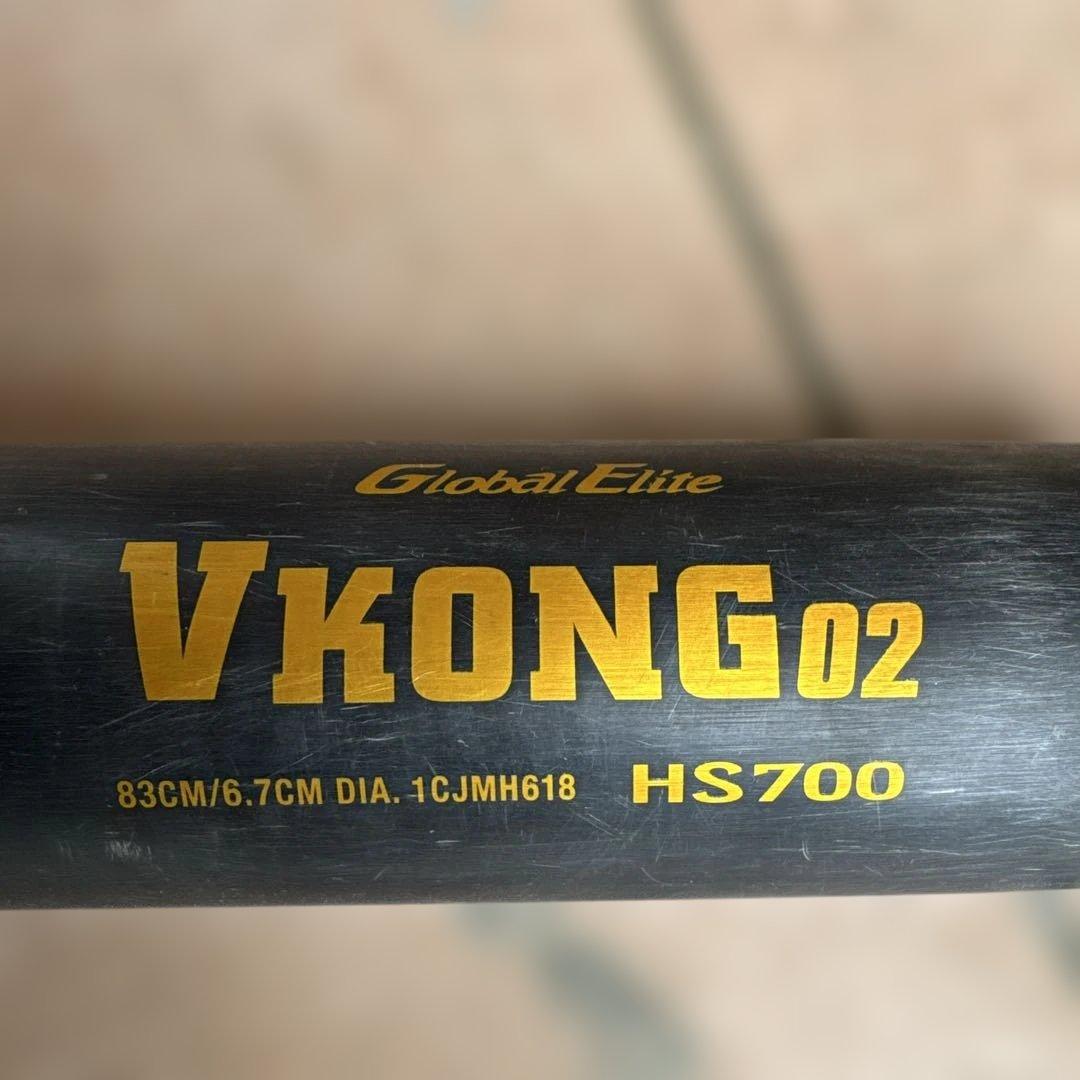 Global Elite
VKONG02
83CM/6.7CM DIA. 1CJMH618 HS700